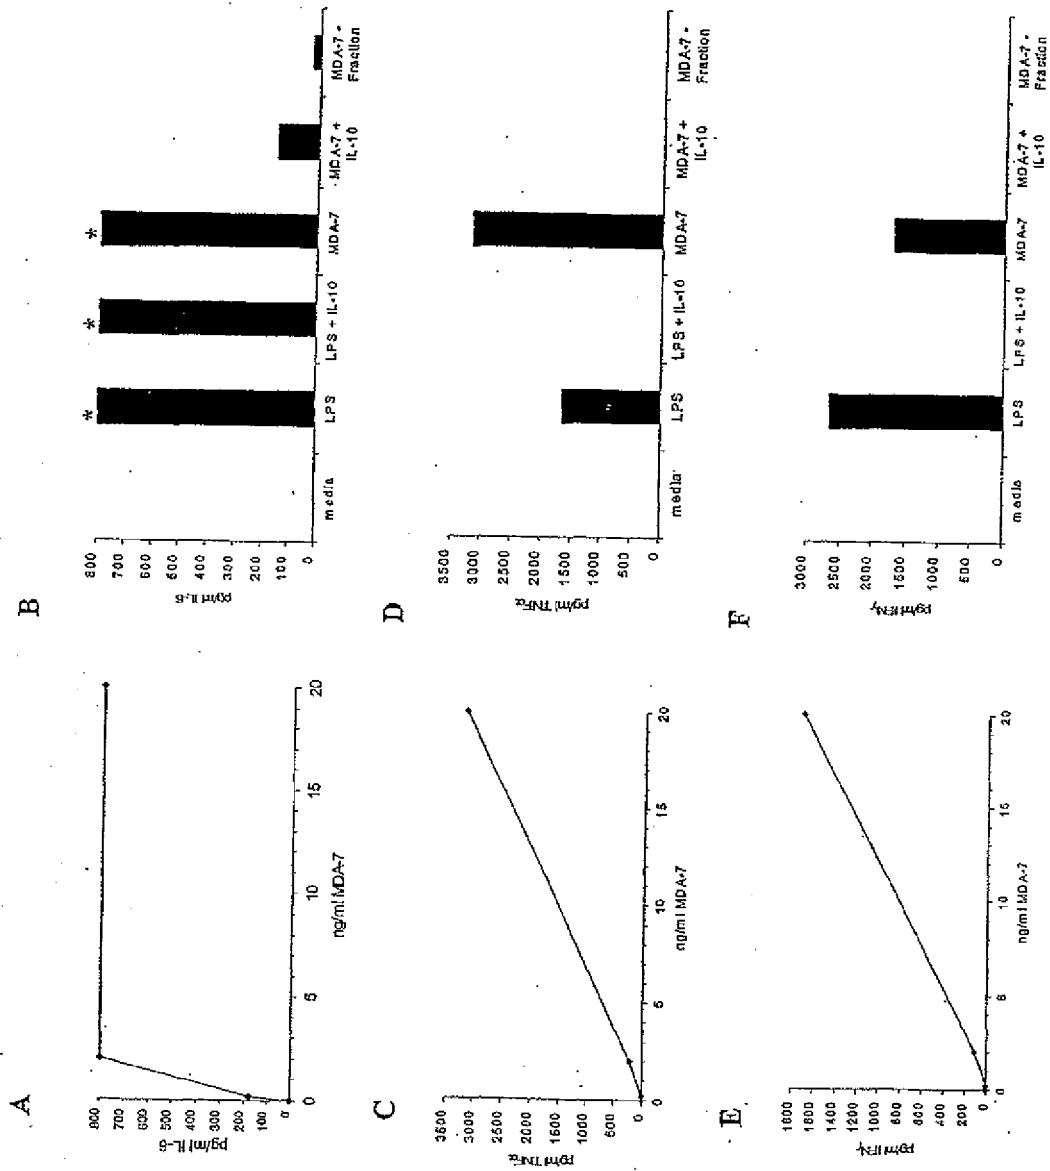 A
800
700
600
500
400
300
200
100
0
pg/ml IL-6
0
5
10
15
20
ng/ml MDA-7
B
800
700
600
500
400
300
200
100
0
pg/ml IL-6
*
*
*
media
LPS
LPS + IL-10
MDA-7
MDA-7 +
IL-10
MDA-7 -
Fraction
C
3500
3000
2500
2000
1500
1000
500
0
pg/ml TNFα
0
5
10
15
20
ng/ml MDA-7
D
3500
3000
2500
2000
1500
1000
500
0
pg/ml TNFα
media
LPS
LPS + IL-10
MDA-7
MDA-7 +
IL-10
MDA-7 -
Fraction
E
1800
1600
1400
1200
1000
800
600
400
200
0
pg/ml IFNγ
0
5
10
15
20
ng/ml MDA-7
F
3000
2500
2000
1500
1000
500
0
pg/ml IFNγ
media
LPS
LPS + IL-10
MDA-7
MDA-7 +
IL-10
MDA-7 -
Fraction